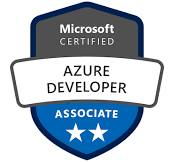 Microsoft
CERTIFIED
AZURE
DEVELOPER
ASSOCIATE